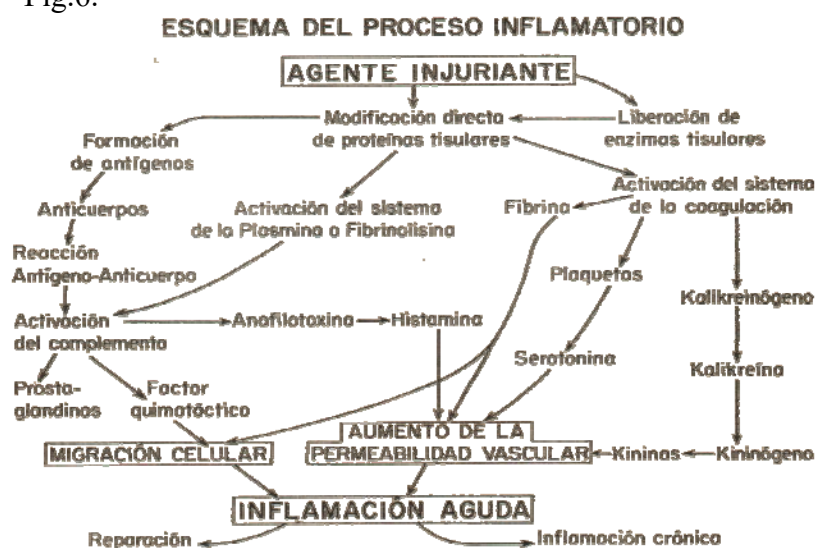 Fig.6.
ESQUEMA DEL PROCESO INFLAMATORIO
AGENTE INJURIANTE
Modificación directa
de proteínas tisulares
Liberación de
enzimas tisulares
Formación
de antígenos
Activación del sistema
de la coagulación
Anticuerpos
Activación del sistema
de la Plasmina o Fibrinolisina
Fibrina
Reacción
Antígeno-Anticuerpo
Plaquetas
Kalikreinógeno
Activación
del complemento
Anafilotoxina
Histamina
Serotonina
Kalikreína
Prosta-
glandinas
Factor
quimotáctico
MIGRACIÓN CELULAR
AUMENTO DE LA
PERMEABILIDAD VASCULAR
Kininas
Kininógeno
INFLAMACIÓN AGUDA
Reparación
Inflamación crônica